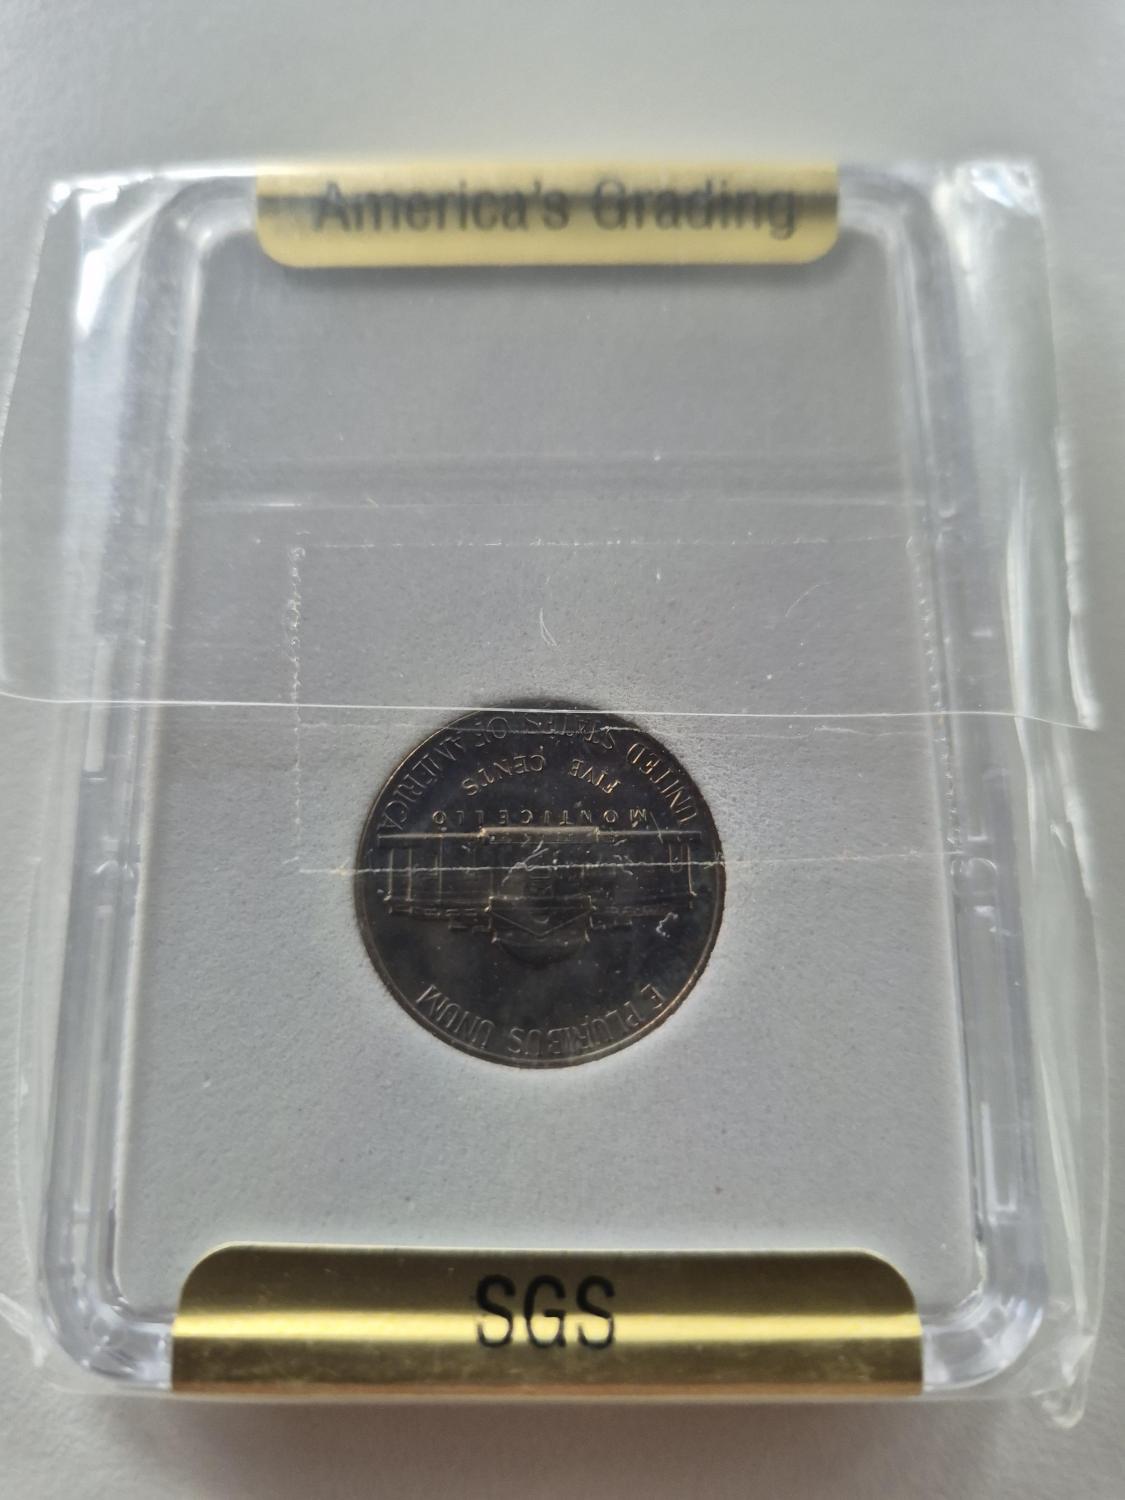 America's Grading
E PLURIBUS UNUM
MONTICELLO
FIVE CENTS
UNITED STATES OF AMERICA
SGS